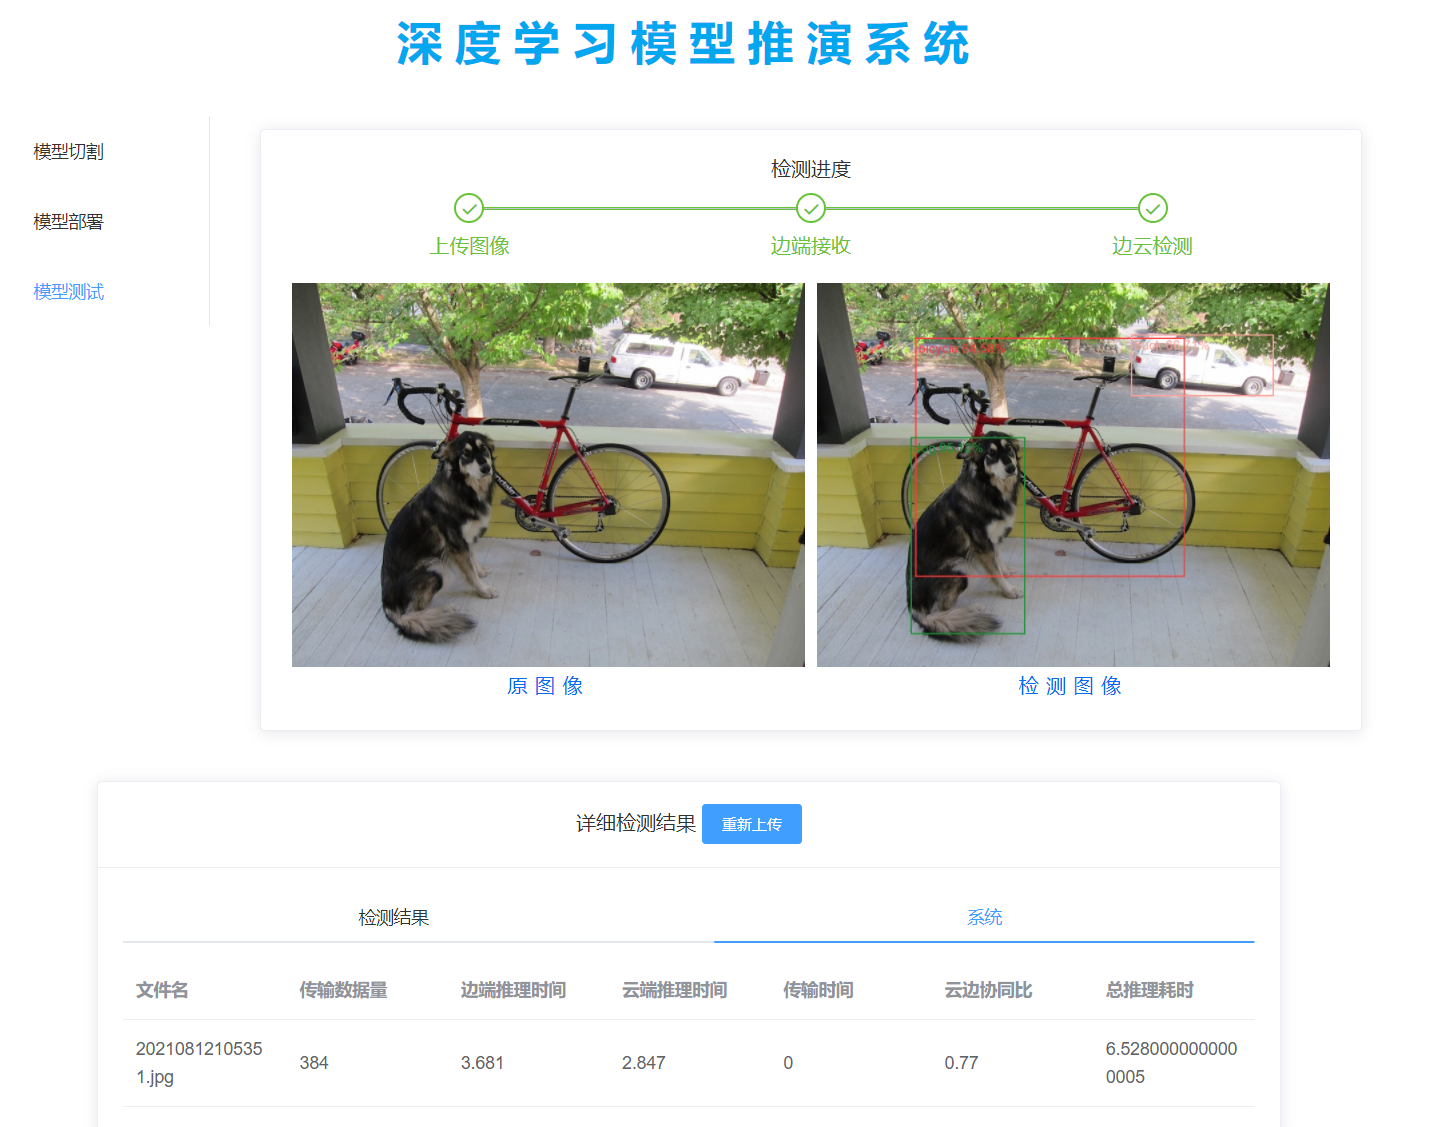 深度学习模型推演系统
模型切割
模型部署
模型测试
检测进度
上传图像
边端接收
边云检测
原图像
检测图像
详细检测结果 重新上传
检测结果 系统
文件名 传输数据量 边端推理时间 云端推理时间 传输时间 云边协同比 总推理耗时
2021081210535
1.jpg 384 3.681 2.847 0 0.77 6.528000000000
0005